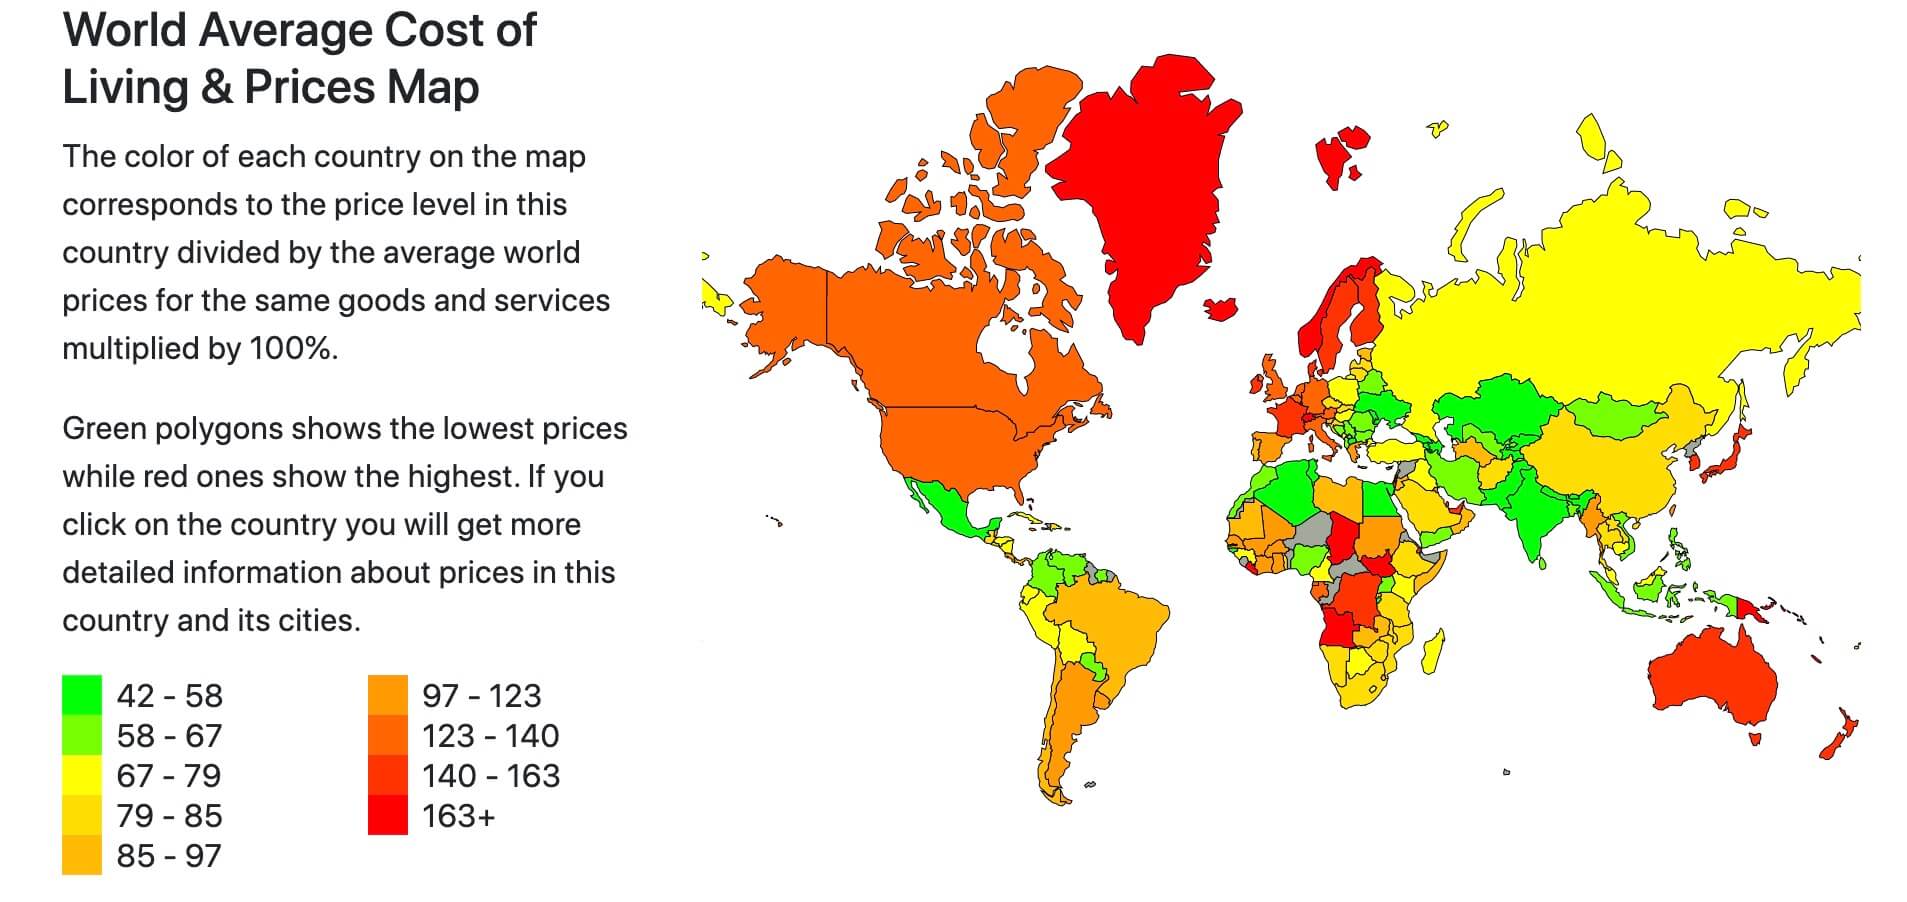 World Average Cost of
Living & Prices Map
The color of each country on the map
corresponds to the price level in this
country divided by the average world
prices for the same goods and services
multiplied by 100%.
Green polygons shows the lowest prices
while red ones show the highest. If you
click on the country you will get more
detailed information about prices in this
country and its cities.
42 - 58
58 - 67
67 - 79
79 - 85
85 - 97
97 - 123
123 - 140
140 - 163
163+